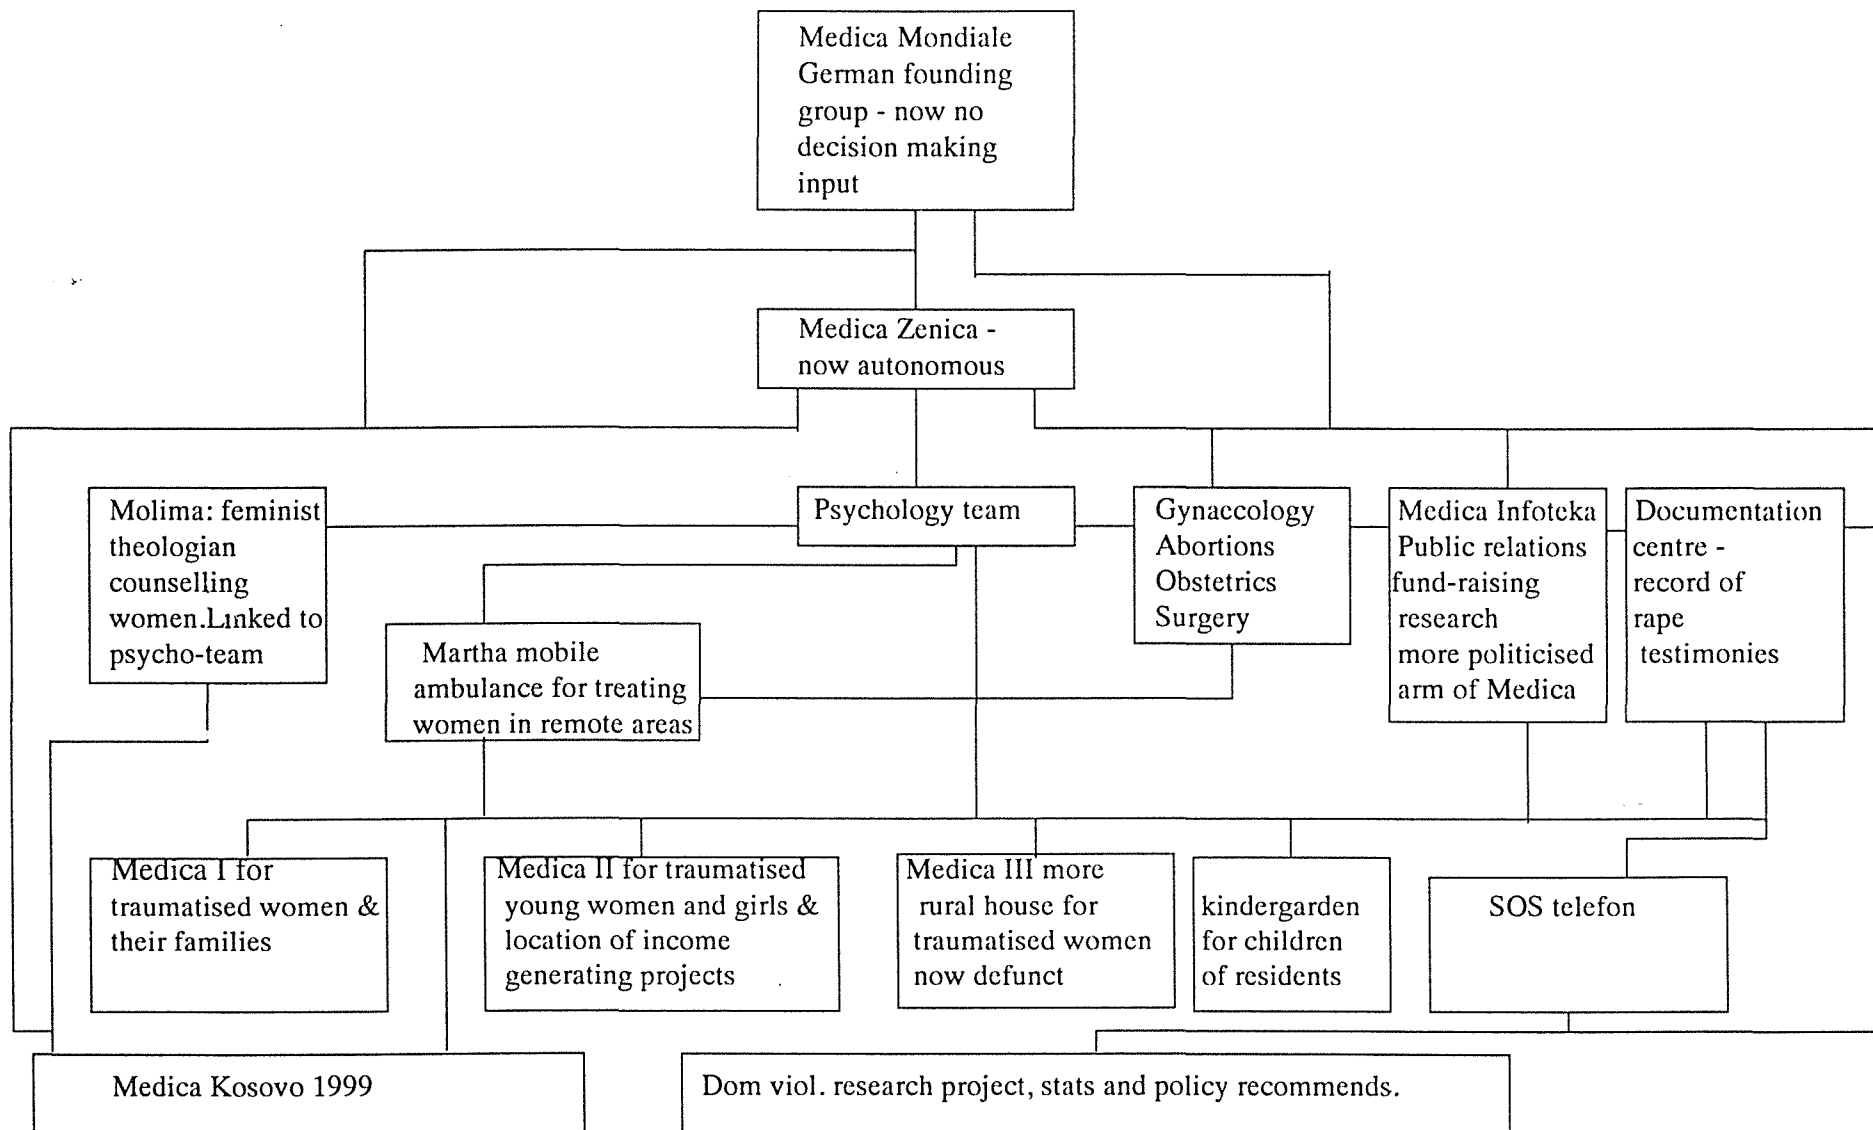 Medica Mondiale
German founding
group - now no
decision making
input
Medica Zenica -
now autonomous
Molima: feminist
theologian
counselling
women.Linked to
psycho-team
Psychology team
Gynaecology
Abortions
Obstetrics
Surgery
Medica Infoteka
Public relations
fund-raising
research
more politicised
arm of Medica
Documentation
centre -
record of
rape
testimonies
Martha mobile
ambulance for treating
women in remote areas
Medica I for
traumatised women &
their families
Medica II for traumatised
young women and girls &
location of income
generating projects
Medica III more
rural house for
traumatised women
now defunct
kindergarden
for children
of residents
SOS telefon
Medica Kosovo 1999
Dom viol. research project, stats and policy recommends.